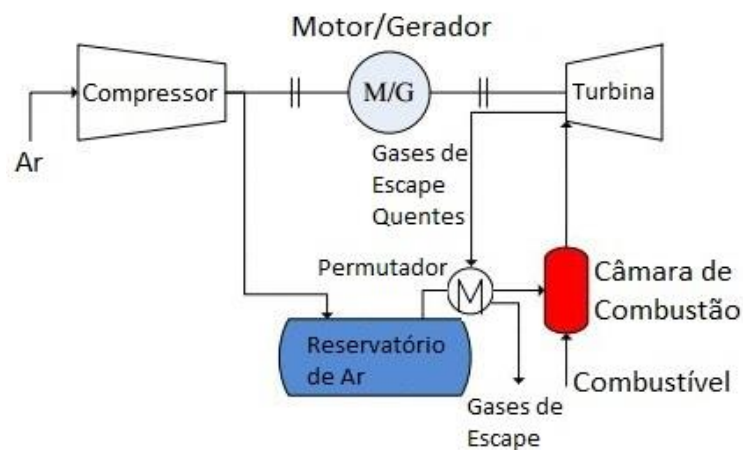 Motor/Gerador
Compressor
M/G
Turbina
Ar
Gases de
Escape
Quentes
Permutador
M
Câmara de
Combustão
Reservatório
de Ar
Combustível
Gases de
Escape